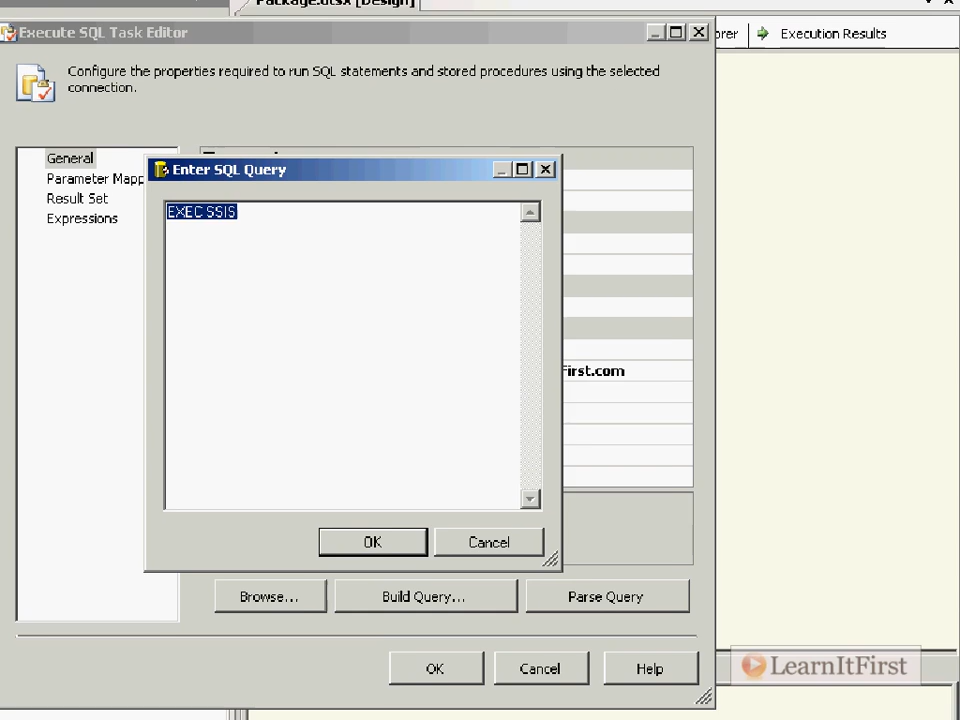 Package.dtsx [Design]
Execute SQL Task Editor
Execution Results
Configure the properties required to run SQL statements and stored procedures using the selected
connection.
General
Parameter Mapp
Result Set
Expressions
Enter SQL Query
EXEC SSIS
First.com
OK
Cancel
Browse...
Build Query...
Parse Query
OK
Cancel
Help
LearnItFirst